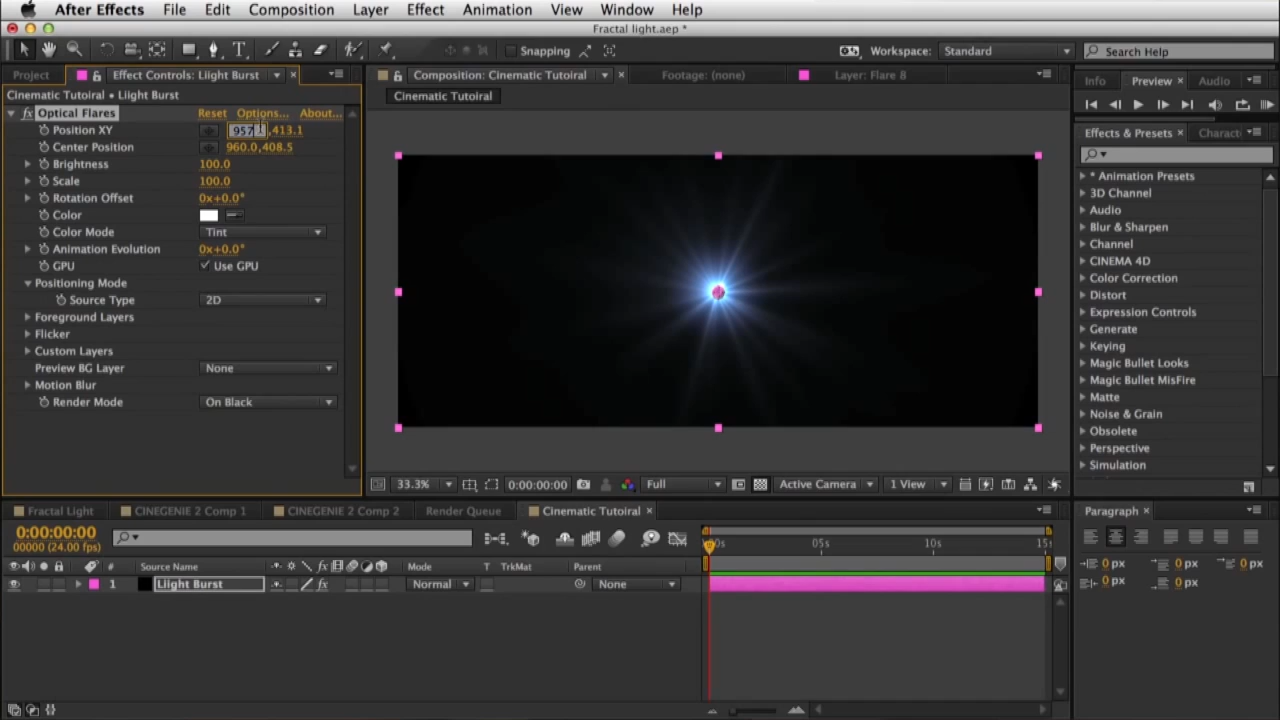 After Effects File Edit Composition Layer Effect Animation View Window Help
Fractal light.aep *
Snapping
Workspace: Standard
Search Help
Project
Effect Controls: Liight Burst
Composition: Cinematic Tutoiral
Footage: (none)
Layer: Flare 8
Info Preview Audio
Cinematic Tutoiral • Liight Burst
Cinematic Tutoiral
fx Optical Flares Reset Options... About...
Position XY 957 ,413.1
Center Position 960.0,408.5
Brightness 100.0
Scale 100.0
Rotation Offset 0x+0.0°
Color
Color Mode Tint
Animation Evolution 0x+0.0°
GPU Use GPU
Positioning Mode
Source Type 2D
Foreground Layers
Flicker
Custom Layers
Preview BG Layer None
Motion Blur
Render Mode On Black
Effects & Presets Characti
* Animation Presets
3D Channel
Audio
Blur & Sharpen
Channel
CINEMA 4D
Color Correction
Distort
Expression Controls
Generate
Keying
Magic Bullet Looks
Magic Bullet MisFire
Matte
Noise & Grain
Obsolete
Perspective
Simulation
33.3% 0:00:00:00 Full Active Camera 1 View
Fractal Light CINEGENIE 2 Comp 1 CINEGENIE 2 Comp 2 Render Queue Cinematic Tutoiral
0:00:00:00
00000 (24.00 fps)
0s 05s 10s 15s
# Source Name fx Mode T TrkMat Parent
1 Liight Burst fx Normal None
Paragraph
0 px 0 px 0 px
0 px 0 px